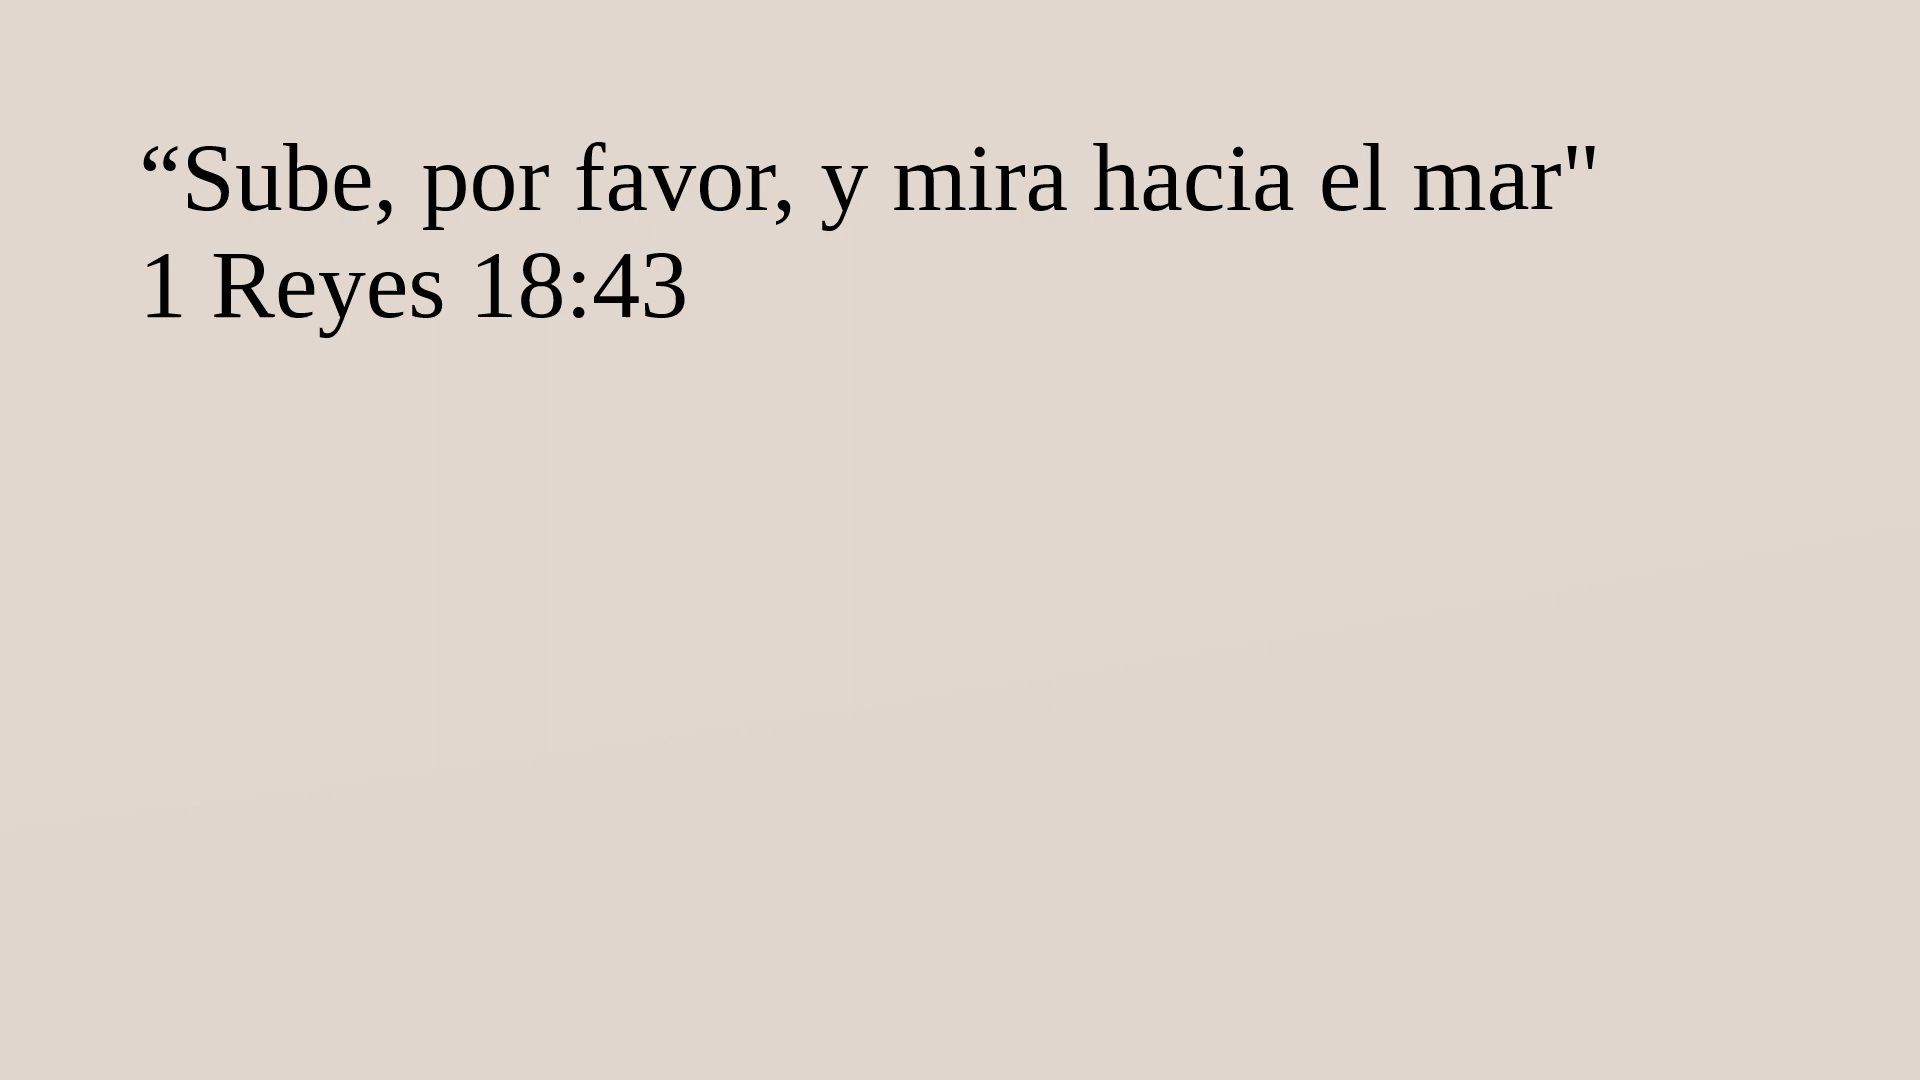 “Sube, por favor, y mira hacia el mar"
1 Reyes 18:43